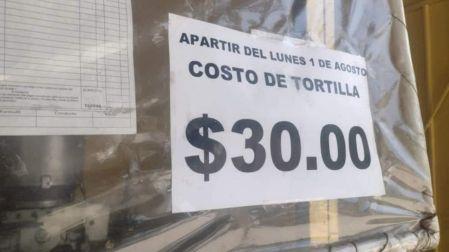 APARTIR DEL LUNES 1 DE AGOSTO
COSTO DE TORTILLA
$30.00